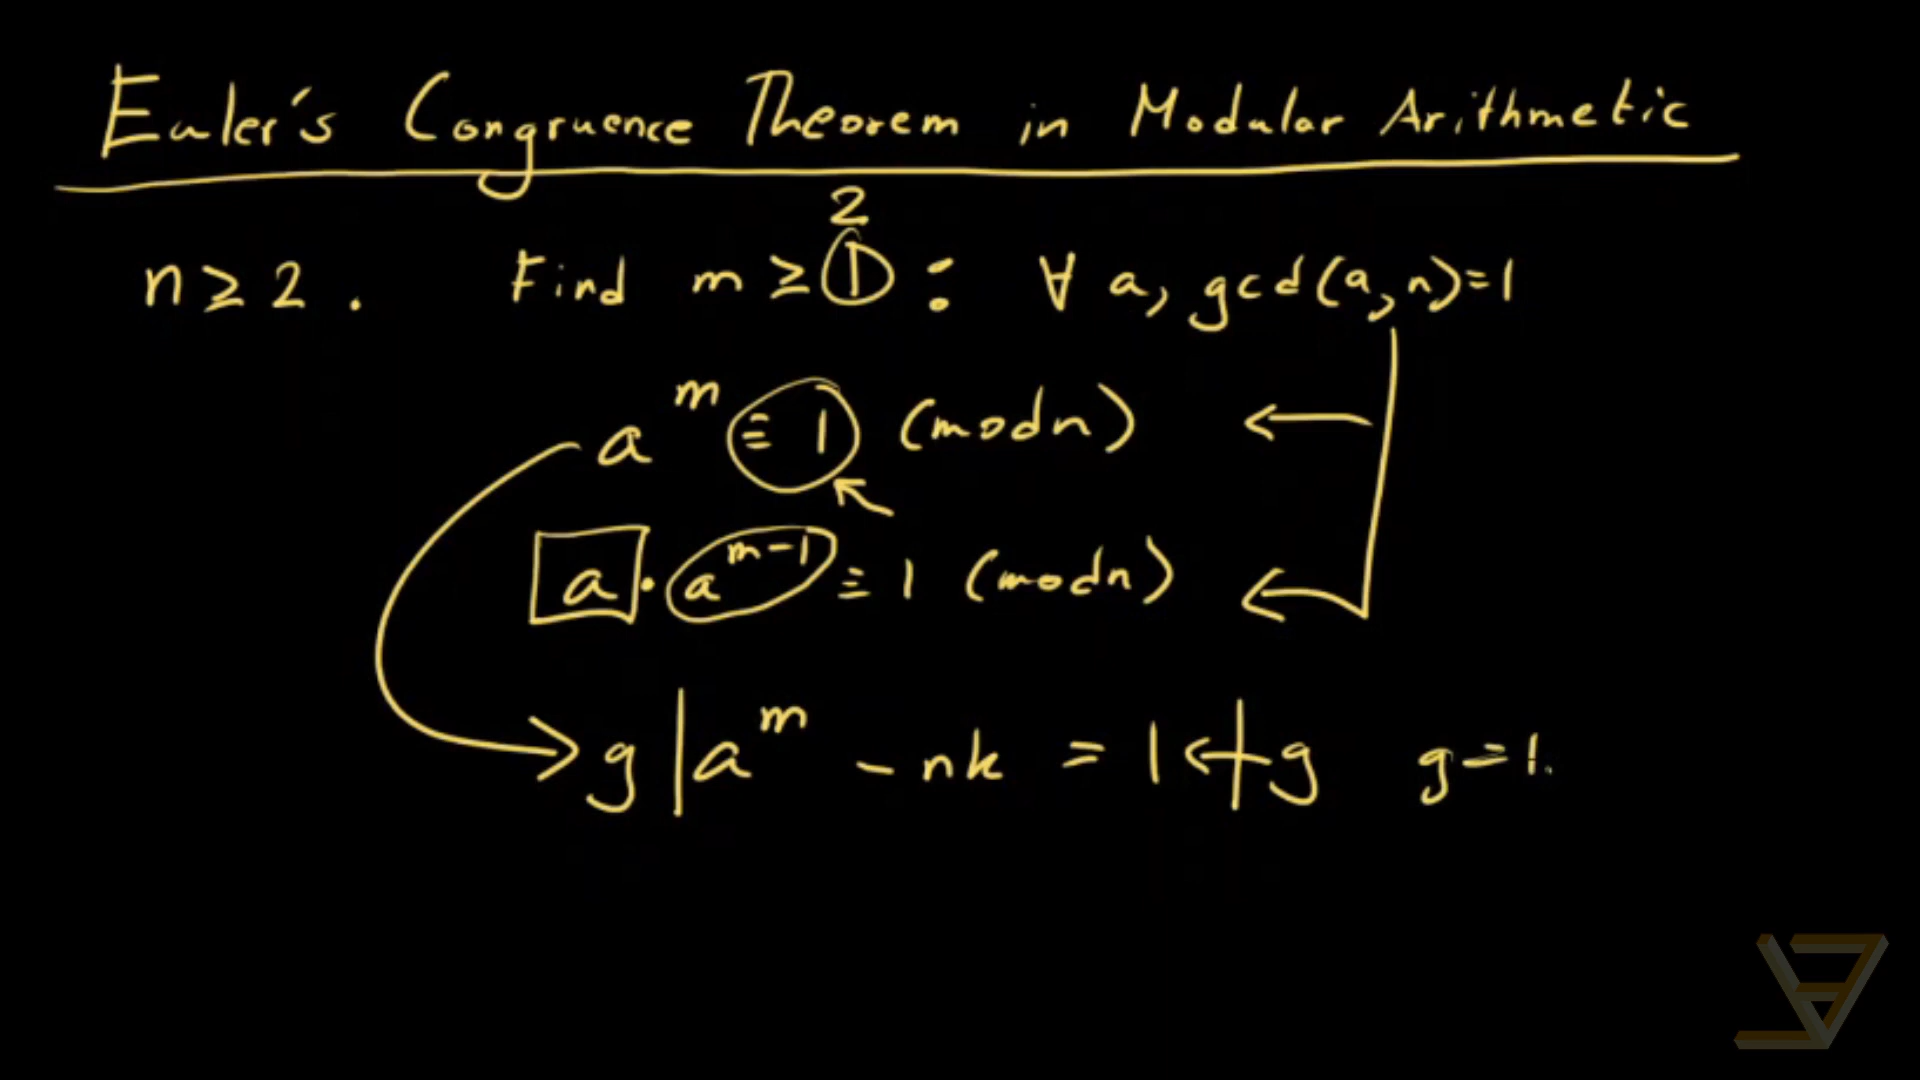 Euler's Congruence Theorem in Modular Arithmetic
2
n ≥ 2 . Find m ≥ 1 : ∀ a, gcd(a,n)=1
a^m ≡ 1 (mod n) ←
a · a^{m-1} ≡ 1 (mod n) ←
→ g | a^m - nk = 1 ← g g = 1.